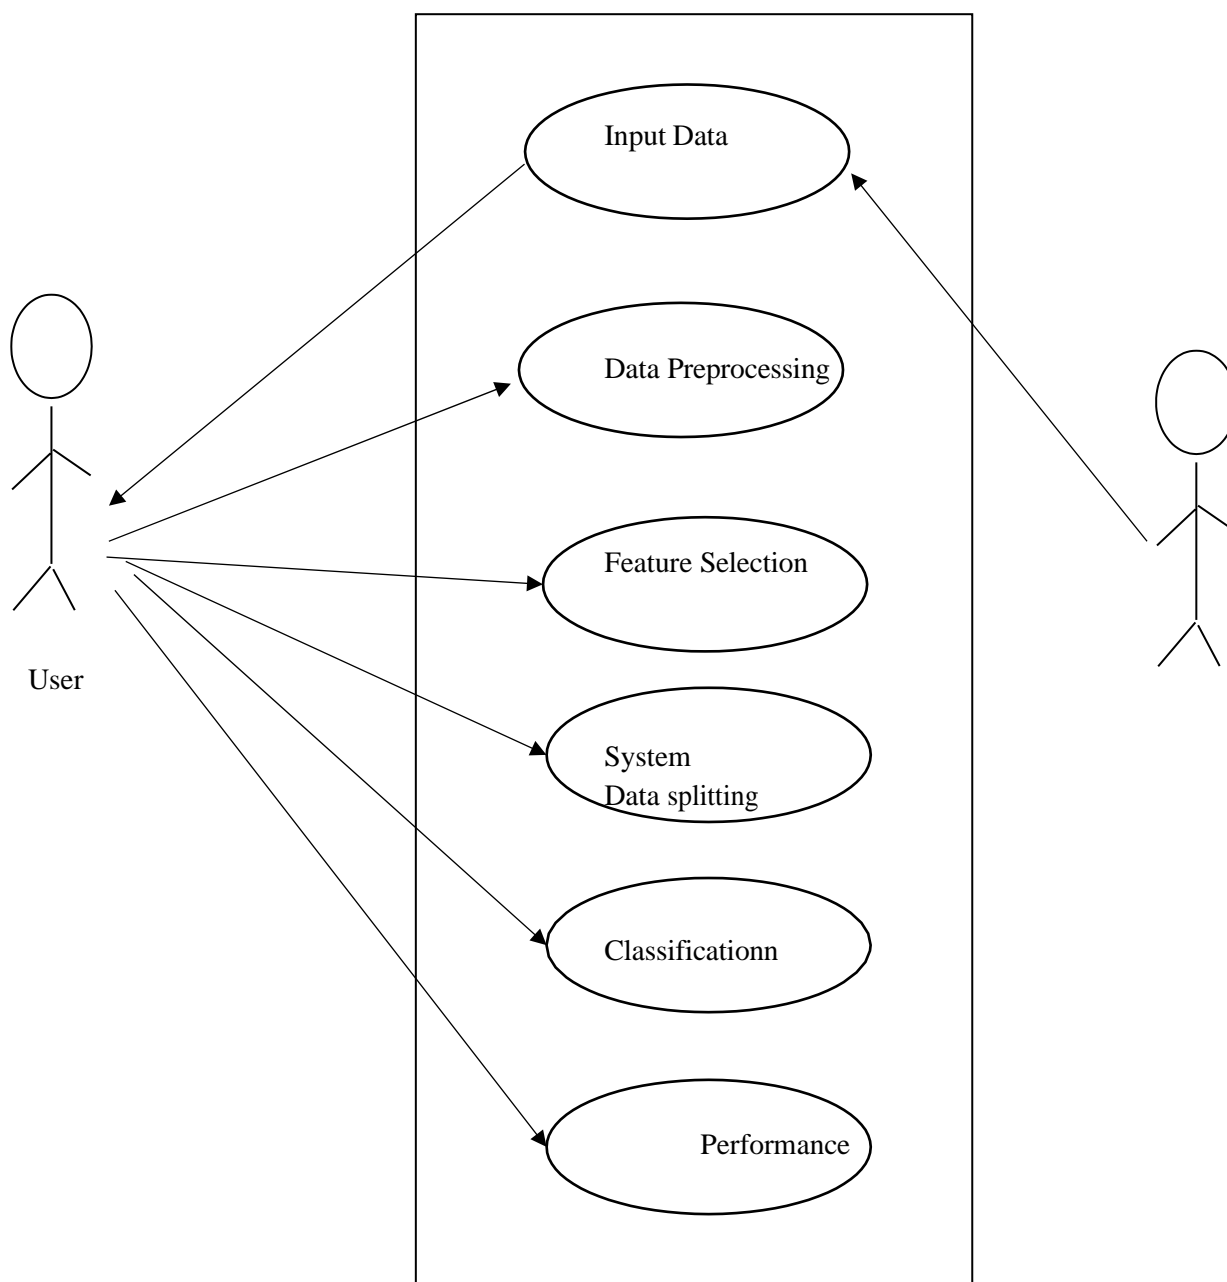 Input Data
Data Preprocessing
Feature Selection
User
System
Data splitting
Classificationn
Performance